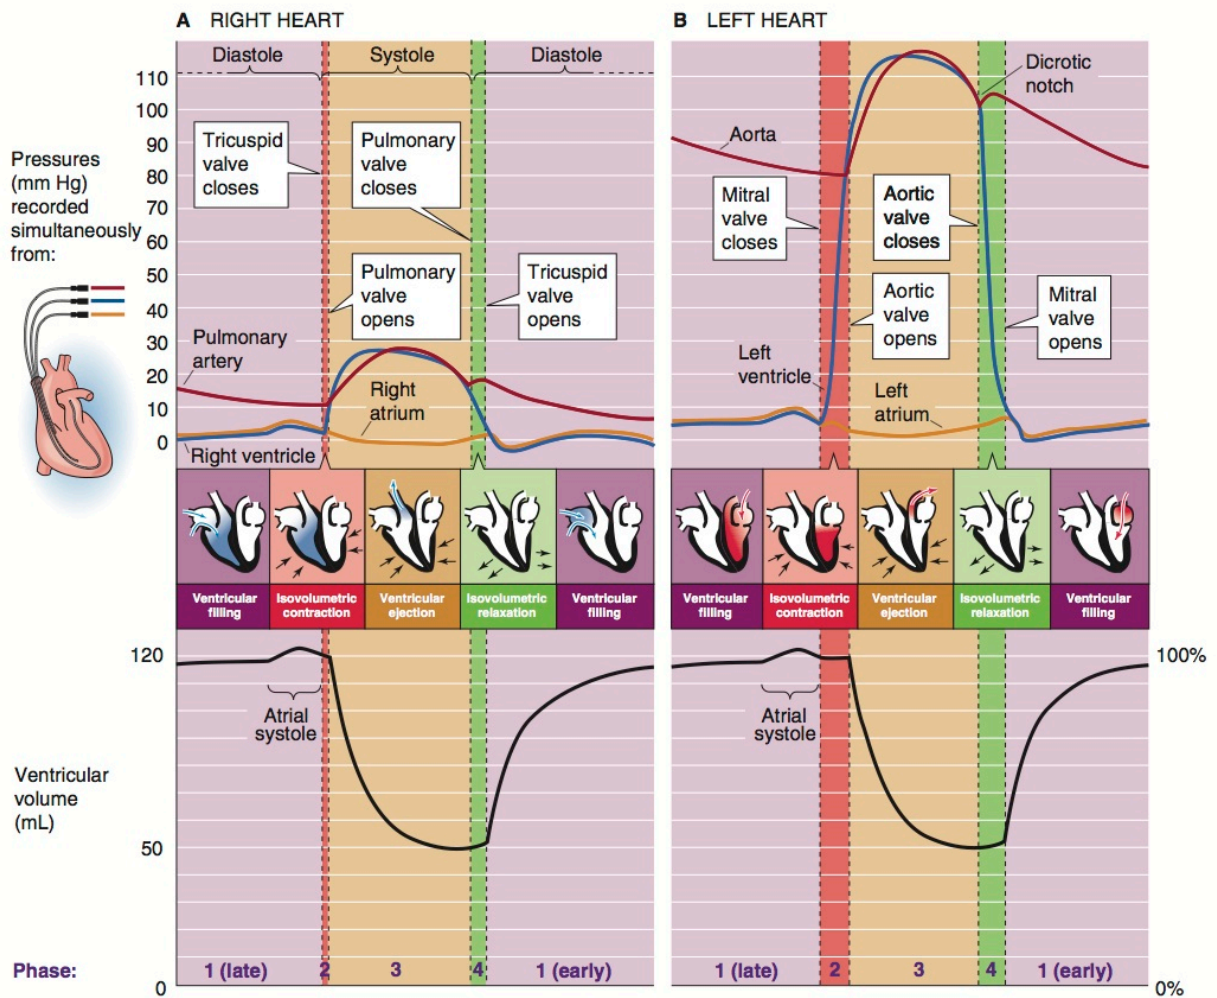 A RIGHT HEART
B LEFT HEART
Diastole
Systole
Diastole
110
100
90
80
70
60
50
40
30
20
10
0
Pressures
(mm Hg)
recorded
simultaneously
from:
Tricuspid
valve
closes
Pulmonary
valve
closes
Pulmonary
valve
opens
Tricuspid
valve
opens
Pulmonary
artery
Right
atrium
Right ventricle
Dicrotic
notch
Aorta
Mitral
valve
closes
Aortic
valve
closes
Aortic
valve
opens
Mitral
valve
opens
Left
ventricle
Left
atrium
Ventricular
filling
Isovolumetric
contraction
Ventricular
ejection
Isovolumetric
relaxation
Ventricular
filling
Ventricular
filling
Isovolumetric
contraction
Ventricular
ejection
Isovolumetric
relaxation
Ventricular
filling
120
50
0
Ventricular
volume
(mL)
Atrial
systole
Atrial
systole
100%
0%
Phase:
1 (late)
2
3
4
1 (early)
1 (late)
2
3
4
1 (early)